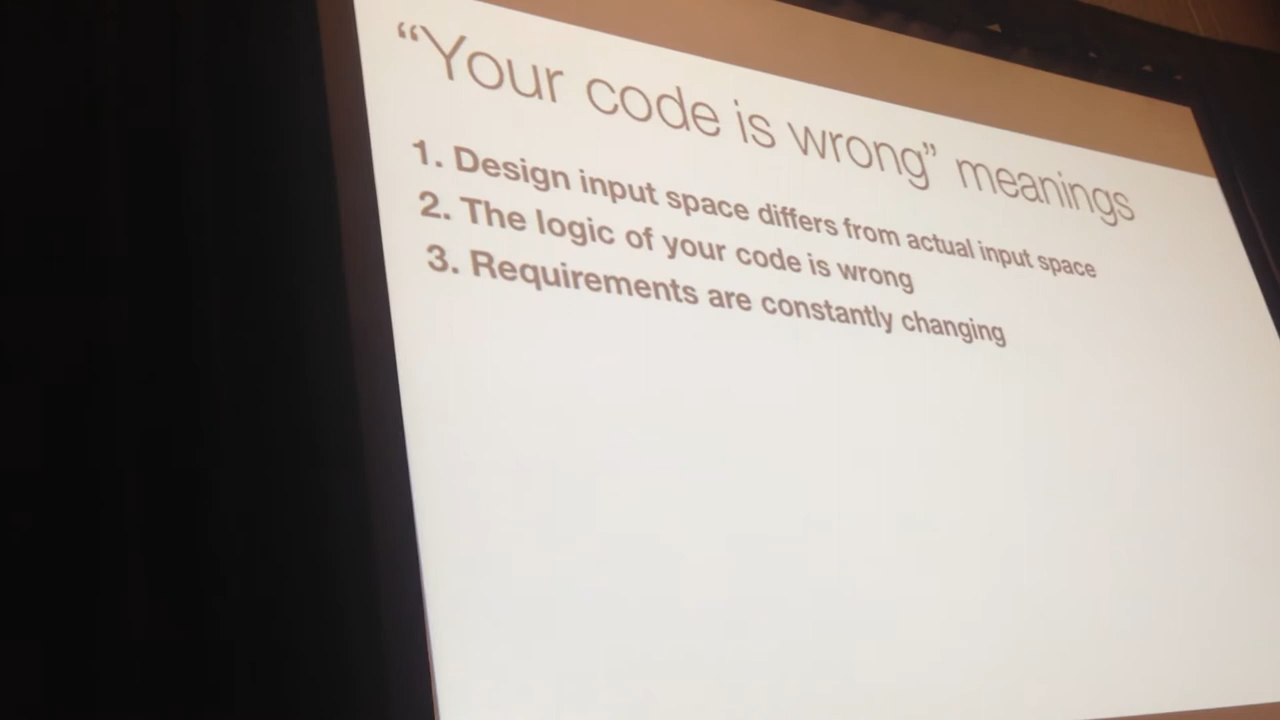 “Your code is wrong” meanings
1. Design input space differs from actual input space
2. The logic of your code is wrong
3. Requirements are constantly changing